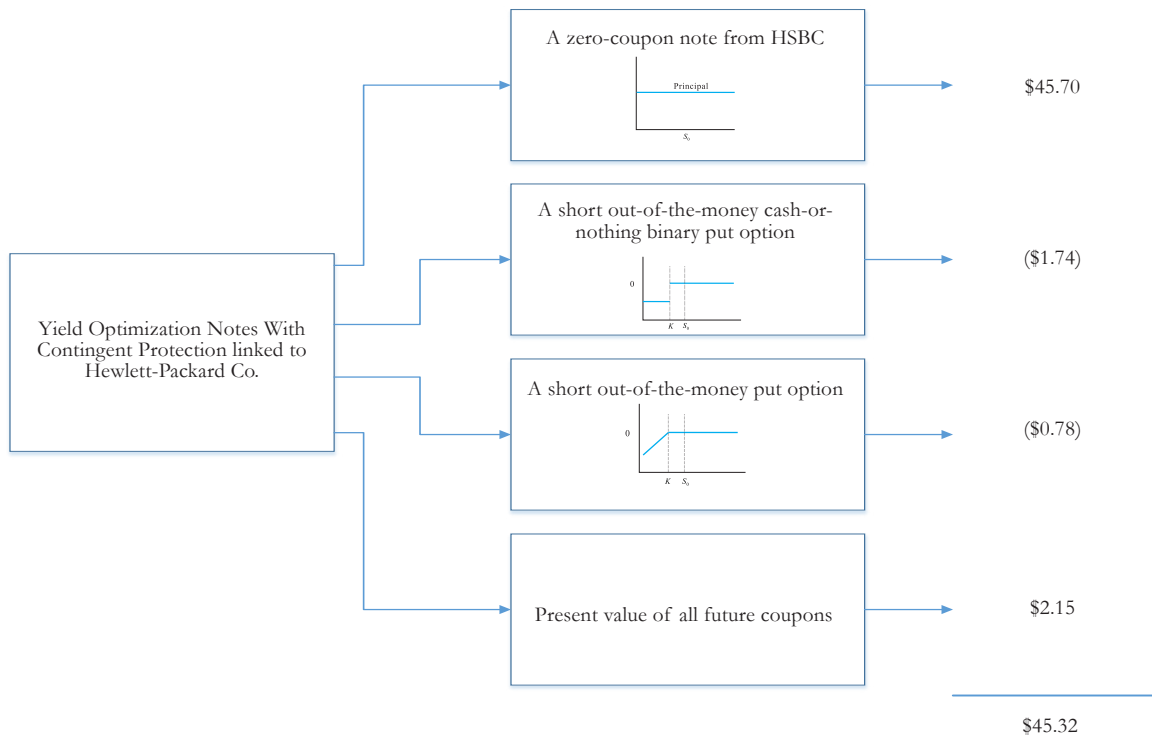 A zero-coupon note from HSBC
Principal
S0
$45.70
A short out-of-the-money cash-or-
nothing binary put option
0
K S0
($1.74)
Yield Optimization Notes With
Contingent Protection linked to
Hewlett-Packard Co.
A short out-of-the-money put option
0
K S0
($0.78)
Present value of all future coupons
$2.15
$45.32